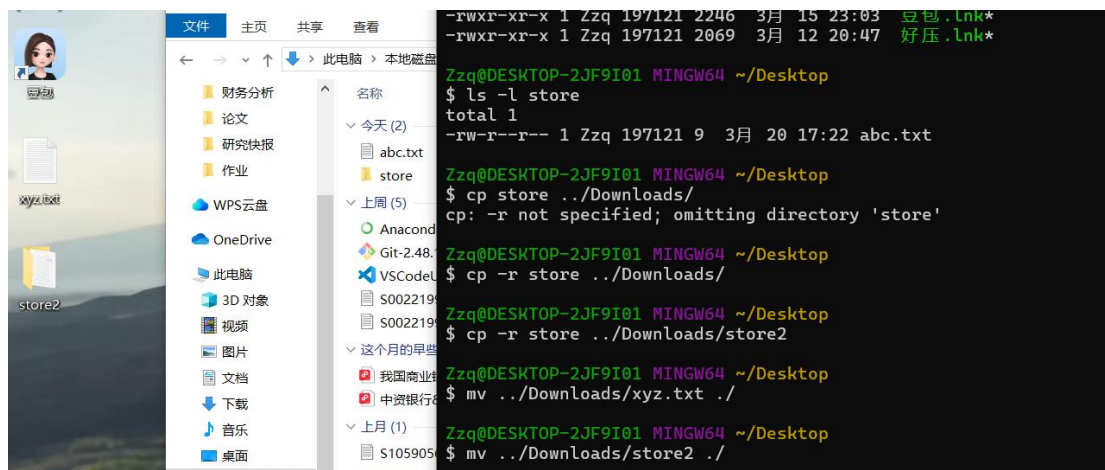 豆包
xyz.txt
store2
文件 主页 共享 查看
此电脑 > 本地磁盘
财务分析
论文
研究快报
作业
WPS云盘
OneDrive
此电脑
3D 对象
视频
图片
文档
下载
音乐
桌面
名称
今天 (2)
abc.txt
store
上周 (5)
Anacond
Git-2.48.
VSCodeU
S0022199
S0022199
这个月的早些
我国商业
中资银行
上月 (1)
S105905
-rwxr-xr-x 1 Zzq 197121 2246 3月 15 23:03 豆包.lnk*
-rwxr-xr-x 1 Zzq 197121 2069 3月 12 20:47 好压.lnk*
Zzq@DESKTOP-2JF9I01 MINGW64 ~/Desktop
$ ls -l store
total 1
-rw-r--r-- 1 Zzq 197121 9 3月 20 17:22 abc.txt
Zzq@DESKTOP-2JF9I01 MINGW64 ~/Desktop
$ cp store ../Downloads/
cp: -r not specified; omitting directory 'store'
Zzq@DESKTOP-2JF9I01 MINGW64 ~/Desktop
$ cp -r store ../Downloads/
Zzq@DESKTOP-2JF9I01 MINGW64 ~/Desktop
$ cp -r store ../Downloads/store2
Zzq@DESKTOP-2JF9I01 MINGW64 ~/Desktop
$ mv ../Downloads/xyz.txt ./
Zzq@DESKTOP-2JF9I01 MINGW64 ~/Desktop
$ mv ../Downloads/store2 ./